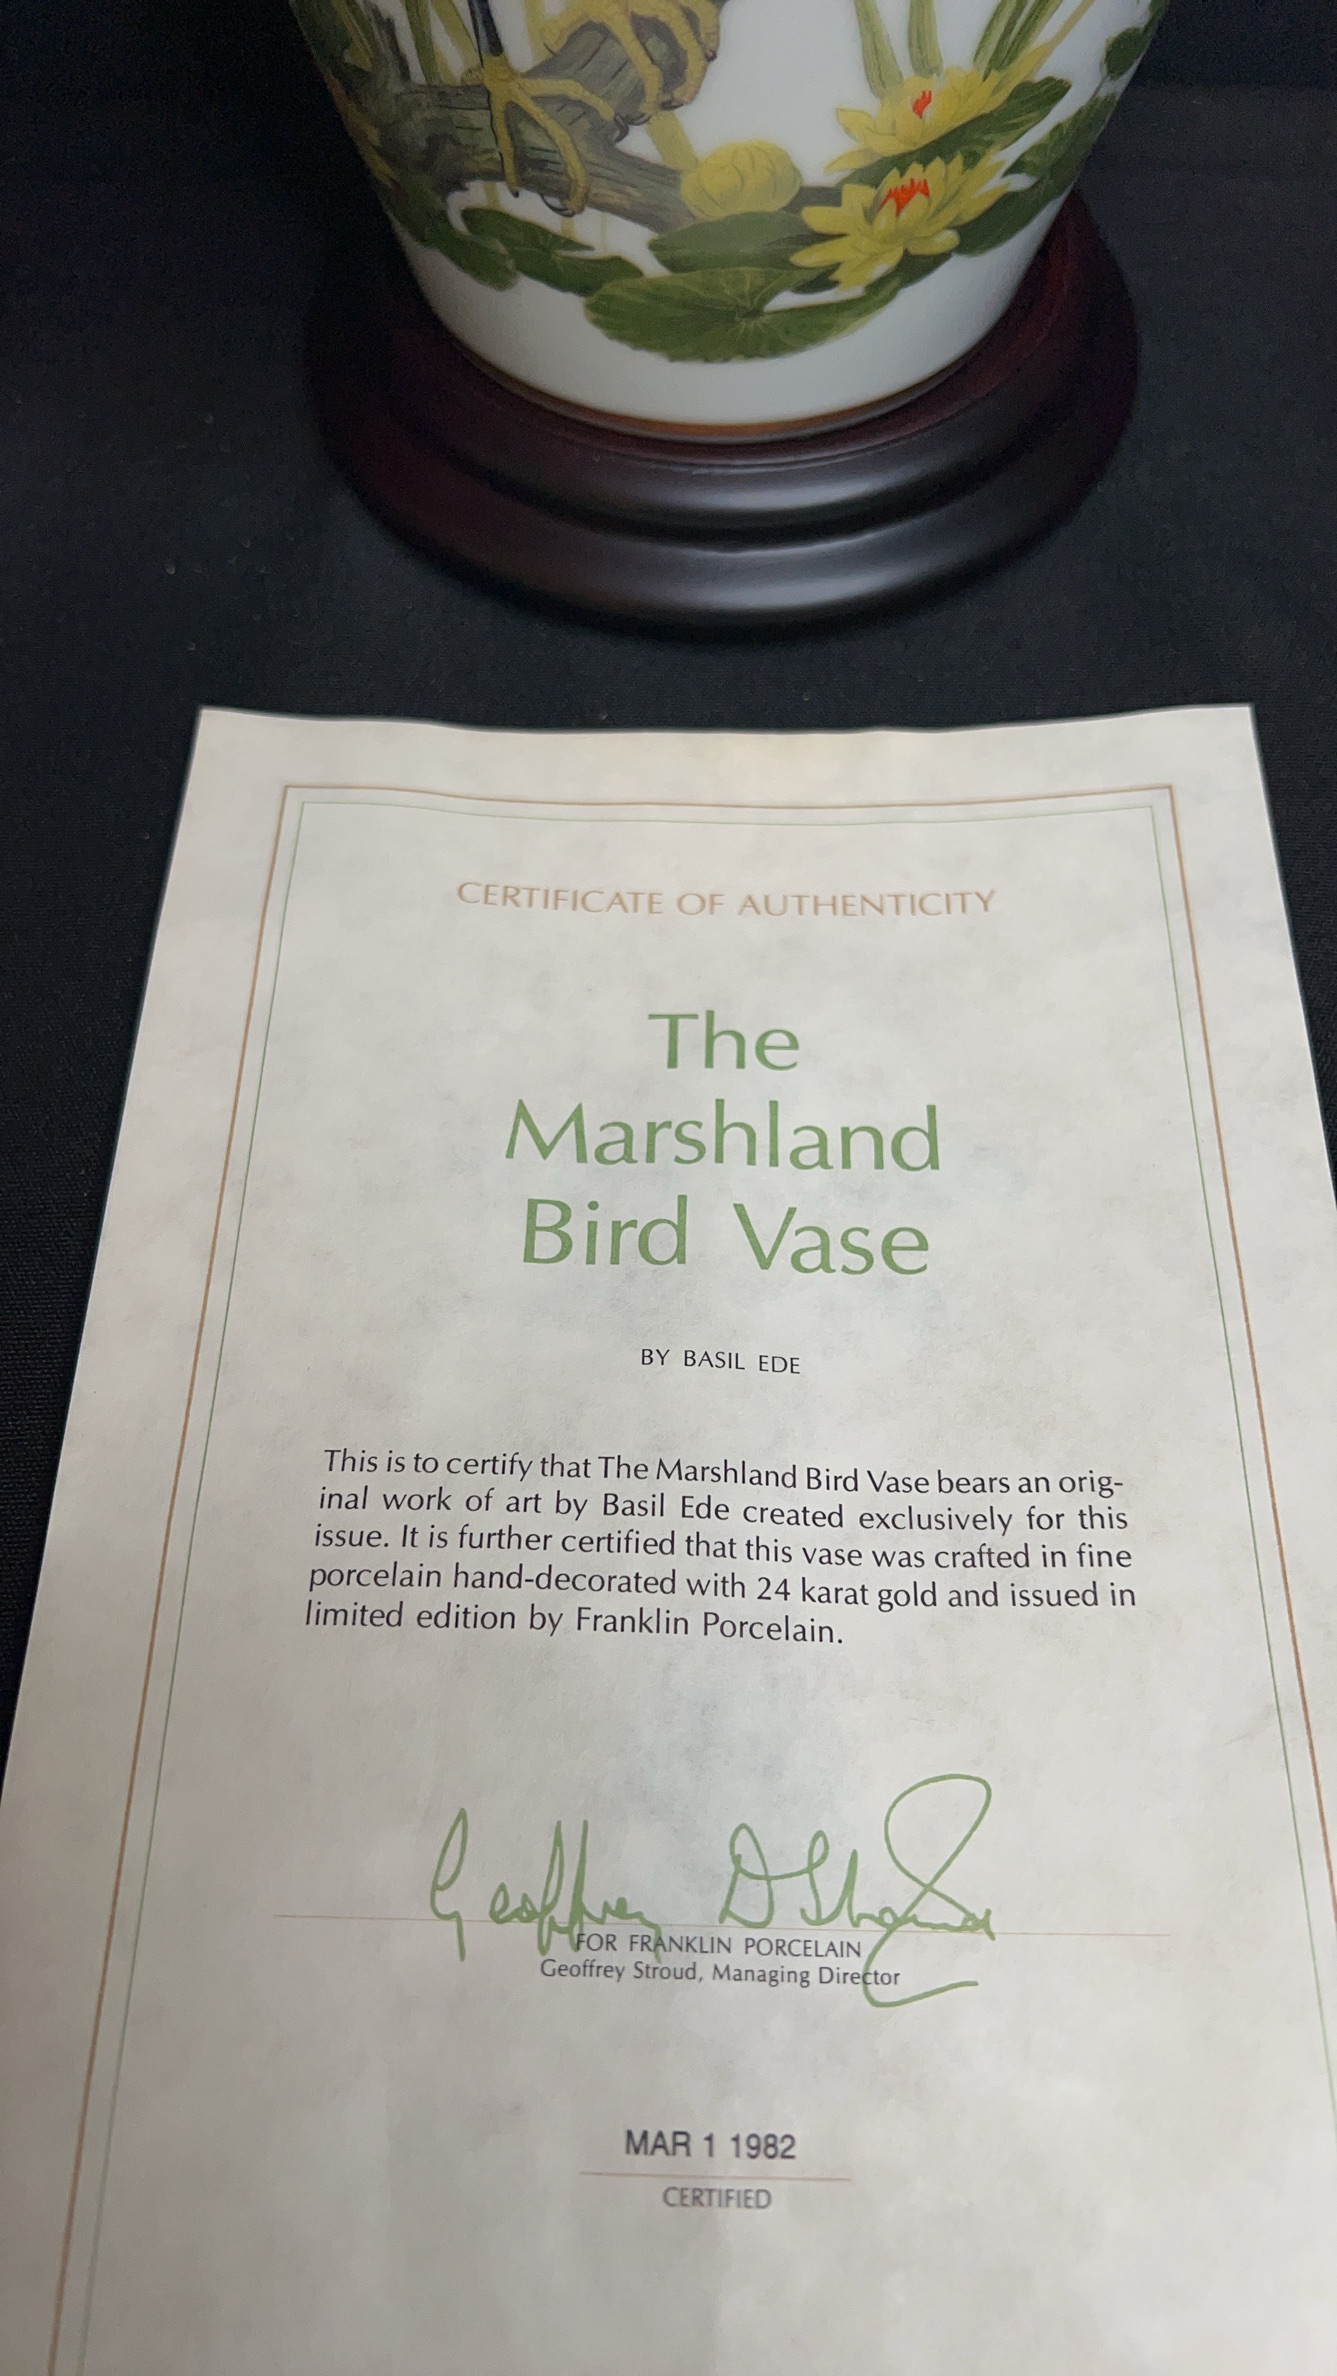 CERTIFICATE OF AUTHENTICITY
The
Marshland
Bird Vase
BY BASIL EDE
This is to certify that The Marshland Bird Vase bears an orig-
inal work of art by Basil Ede created exclusively for this
issue. It is further certified that this vase was crafted in fine
porcelain hand-decorated with 24 karat gold and issued in
limited edition by Franklin Porcelain.
Geoffrey D Stroud
FOR FRANKLIN PORCELAIN
Geoffrey Stroud, Managing Director
MAR 1 1982
CERTIFIED